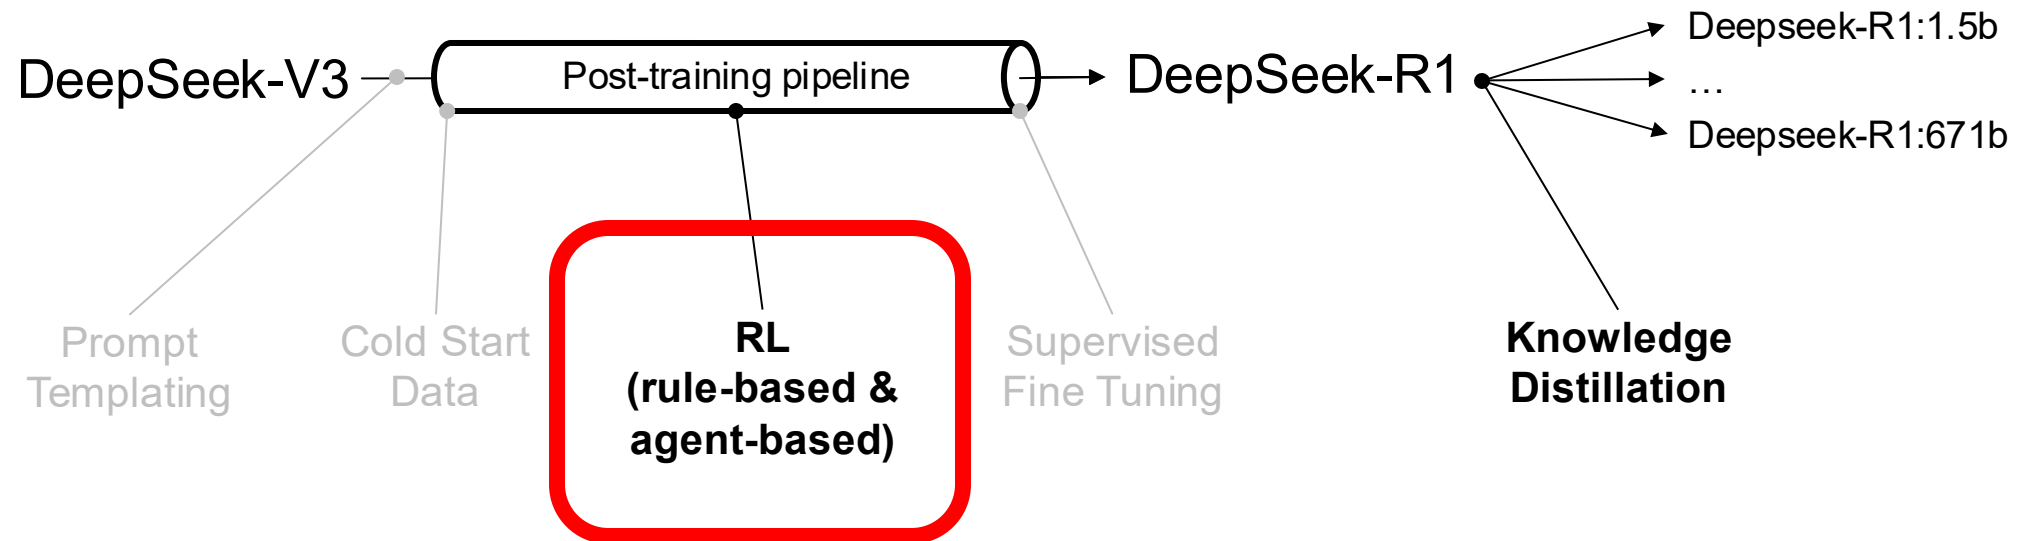 DeepSeek-V3
Post-training pipeline
DeepSeek-R1
Deepseek-R1:1.5b
...
Deepseek-R1:671b
Prompt
Templating
Cold Start
Data
RL
(rule-based &
agent-based)
Supervised
Fine Tuning
Knowledge
Distillation